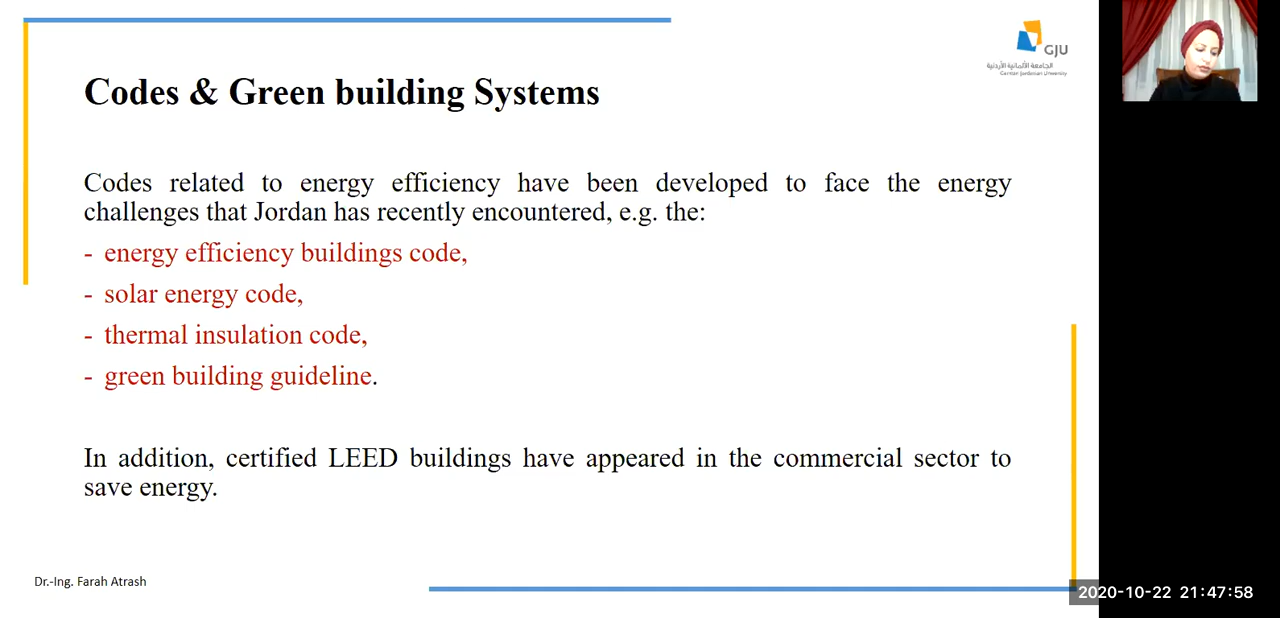 GJU
الجامعة الألمانية الأردنية
German Jordanian University
Codes & Green building Systems
Codes related to energy efficiency have been developed to face the energy
challenges that Jordan has recently encountered, e.g. the:
- energy efficiency buildings code,
- solar energy code,
- thermal insulation code,
- green building guideline.
In addition, certified LEED buildings have appeared in the commercial sector to
save energy.
Dr.-Ing. Farah Atrash
2020-10-22 21:47:58